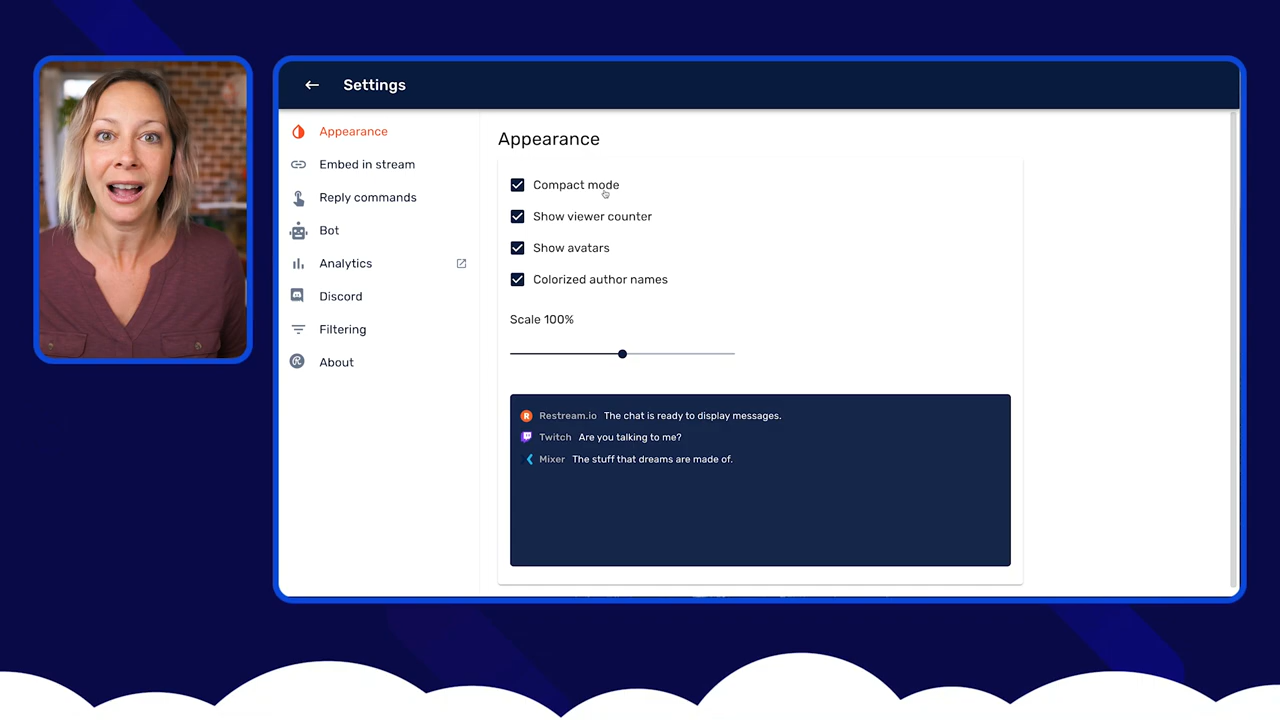 Settings
Appearance
Embed in stream
Reply commands
Bot
Analytics
Discord
Filtering
About
Appearance
Compact mode
Show viewer counter
Show avatars
Colorized author names
Scale 100%
R Restream.io The chat is ready to display messages.
Twitch Are you talking to me?
Mixer The stuff that dreams are made of.